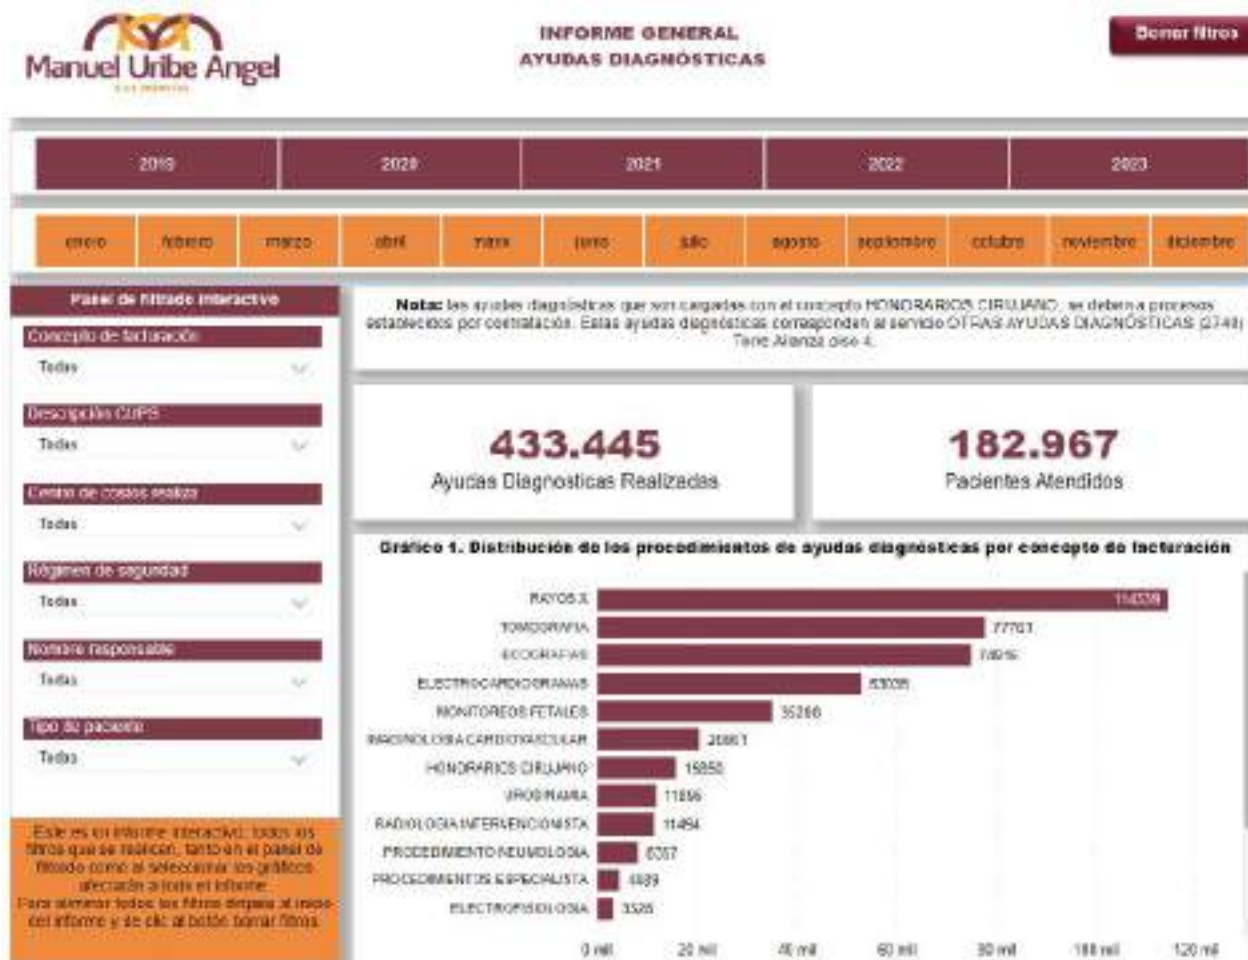 Manuel Uribe Angel
INFORME GENERAL
AYUDAS DIAGNÓSTICAS
Borrar filtros
2019 2020 2021 2022 2023
enero febrero marzo abril mayo junio julio agosto septiembre octubre noviembre diciembre
Panel de filtrado interactivo
Concepto de facturación
Todas
Descripción CUPS
Todas
Centro de costos realiza
Todas
Régimen de seguridad
Todas
Nombre responsable
Todas
Tipo de paciente
Todas
Este es un informe interactivo, todos los
filtros que se realicen, tanto en el panel de
filtrado como al seleccionar los gráficos
afectarán a todo el informe.
Para eliminar todos los filtros diríjase al inicio
del informe y de clic al botón borrar filtros.
Nota: las ayudas diagnósticas que son cargadas con el concepto HONORARIOS CIRUJANO, se deben a procesos
establecidos por contratación. Estas ayudas diagnósticas corresponden al servicio OTRAS AYUDAS DIAGNÓSTICAS
Torre Alianza piso 4.
433.445
Ayudas Diagnosticas Realizadas
182.967
Pacientes Atendidos
Gráfico 1. Distribución de los procedimientos de ayudas diagnósticas por concepto de facturación
RAYOS X
TOMOGRAFIA
ECOGRAFIAS
ELECTROCARDIOGRAMAS
MONITOREOS FETALES
IMAGINOLOGIA CARDIOVASCULAR
HONORARIOS CIRUJANO
URODINAMIA
RADIOLOGIA INTERVENCIONISTA
PROCEDIMIENTO NEUMOLOGIA
PROCEDIMIENTOS ESPECIALISTA
ELECTROFISIOLOGIA
0 mil 20 mil 40 mil 60 mil 80 mil 100 mil 120 mil